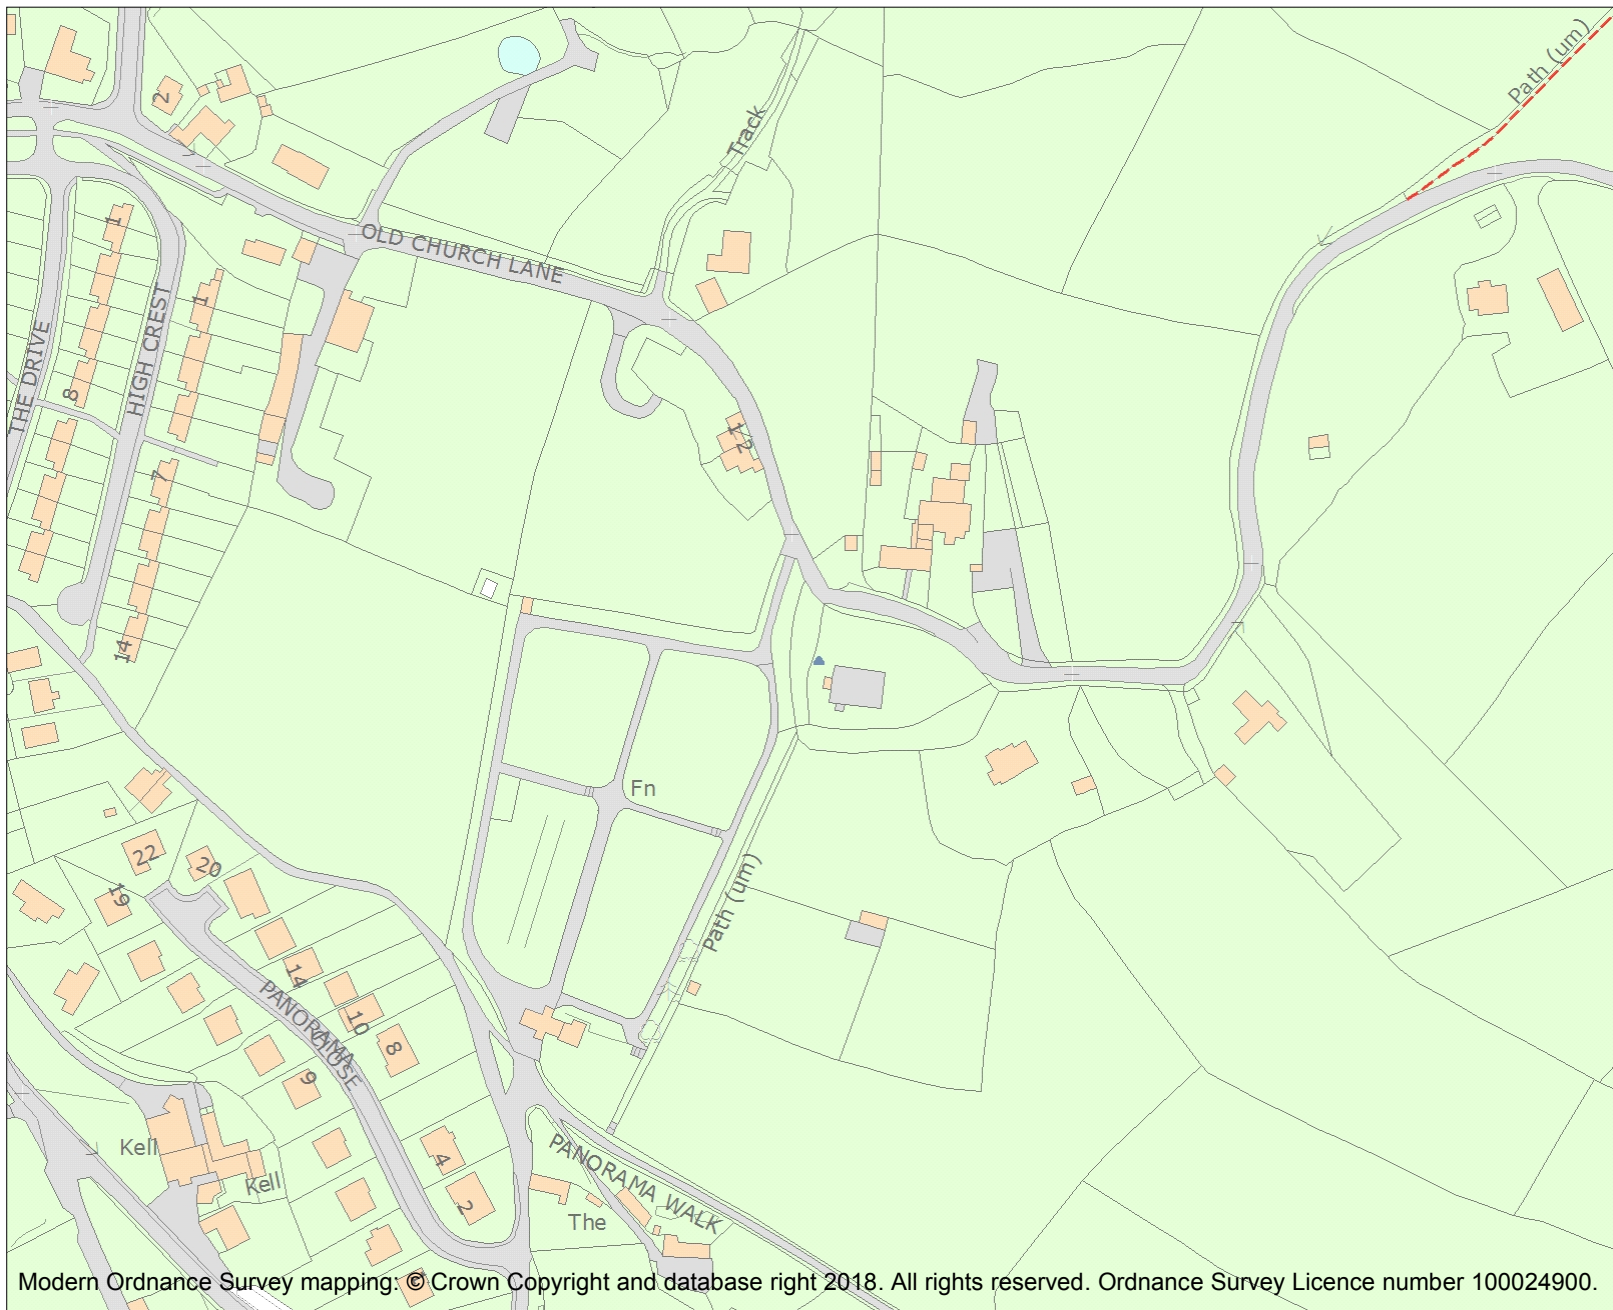 Path (um)
2
Track
1
OLD CHURCH LANE
1
THE DRIVE
HIGH CREST
8
1 2
7
14
Fn
22
20
19
Path (um)
14
PANORAMA
CLOSE
10
8
9
Kell
Kell
4
2
PANORAMA WALK
The
Modern Ordnance Survey mapping: © Crown Copyright and database right 2018. All rights reserved. Ordnance Survey Licence number 100024900.